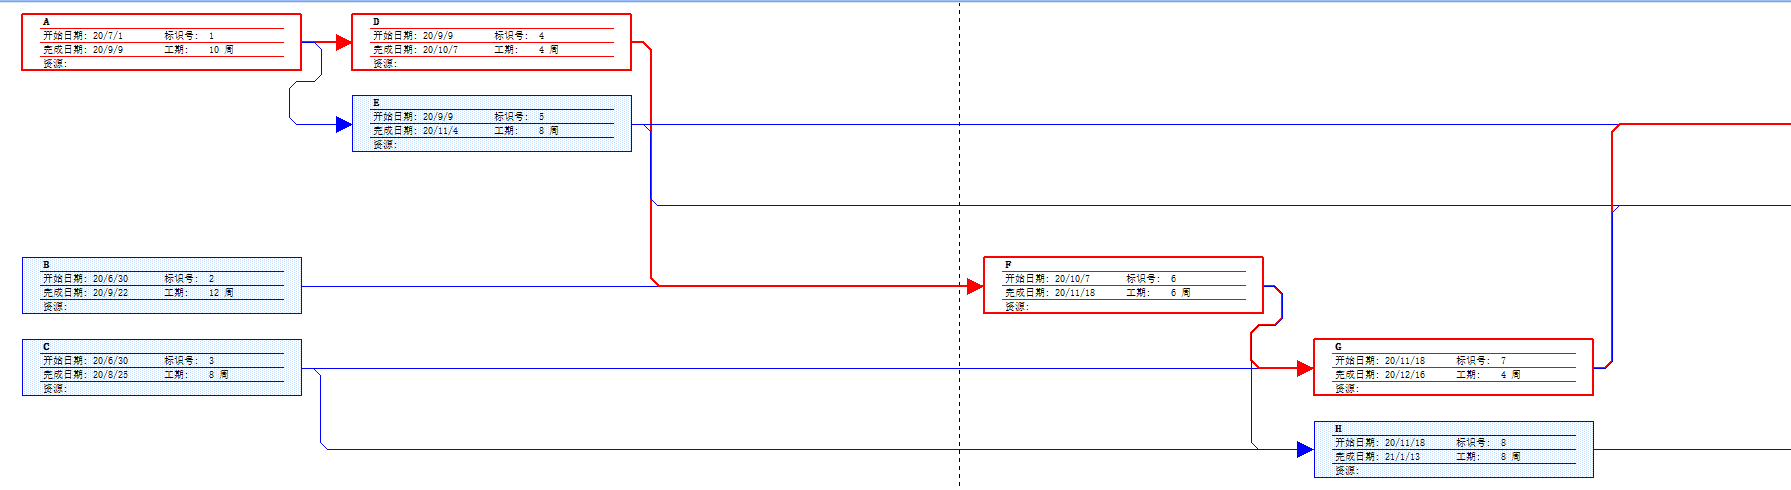 A
开始日期: 20/7/1 标识号: 1
完成日期: 20/9/9 工期: 10 周
资源:
D
开始日期: 20/9/9 标识号: 4
完成日期: 20/10/7 工期: 4 周
资源:
E
开始日期: 20/9/9 标识号: 5
完成日期: 20/11/4 工期: 8 周
资源:
B
开始日期: 20/6/30 标识号: 2
完成日期: 20/9/22 工期: 12 周
资源:
F
开始日期: 20/10/7 标识号: 6
完成日期: 20/11/18 工期: 6 周
资源:
C
开始日期: 20/6/30 标识号: 3
完成日期: 20/8/25 工期: 8 周
资源:
G
开始日期: 20/11/18 标识号: 7
完成日期: 20/12/16 工期: 4 周
资源:
H
开始日期: 20/11/18 标识号: 8
完成日期: 21/1/13 工期: 8 周
资源: